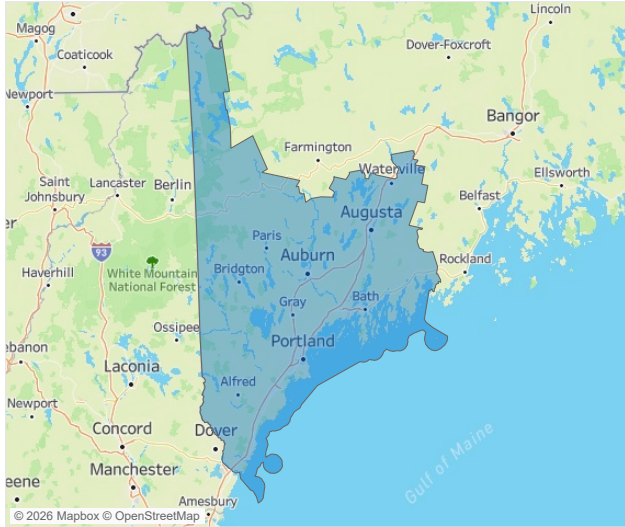 Lincoln
Magog
Coaticook
Dover-Foxcroft
Newport
Bangor
Farmington
Waterville
Saint
Johnsbury
Lancaster
Berlin
Ellsworth
Belfast
Augusta
Paris
Auburn
93
White Mountain
National Forest
Bridgton
Rockland
Haverhill
Gray
Bath
Ossipee
Portland
ebanon
Laconia
Alfred
Newport
Concord
Dover
Manchester
Gulf of Maine
eene
Amesbury
© 2026 Mapbox © OpenStreetMap